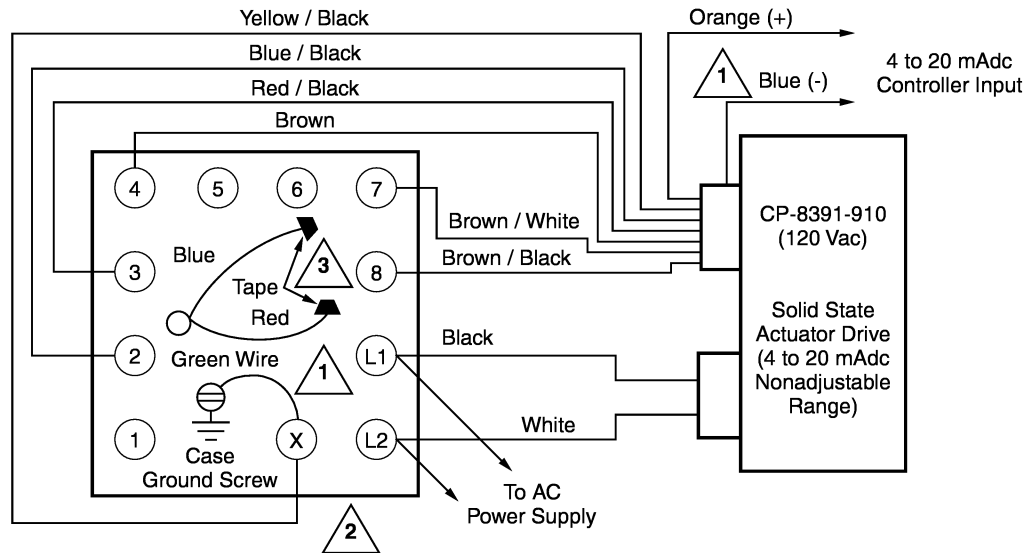 Yellow / Black
Orange (+)
Blue / Black
1
4 to 20 mAdc
Controller Input
Blue (-)
Red / Black
Brown
4
5
6
7
CP-8391-910
(120 Vac)
Brown / White
Blue
3
3
8
Brown / Black
Tape
Red
Solid State
Actuator Drive
(4 to 20 mAdc
Nonadjustable
Range)
2
Green Wire
1
L1
Black
1
X
L2
White
Case
Ground Screw
To AC
Power Supply
2